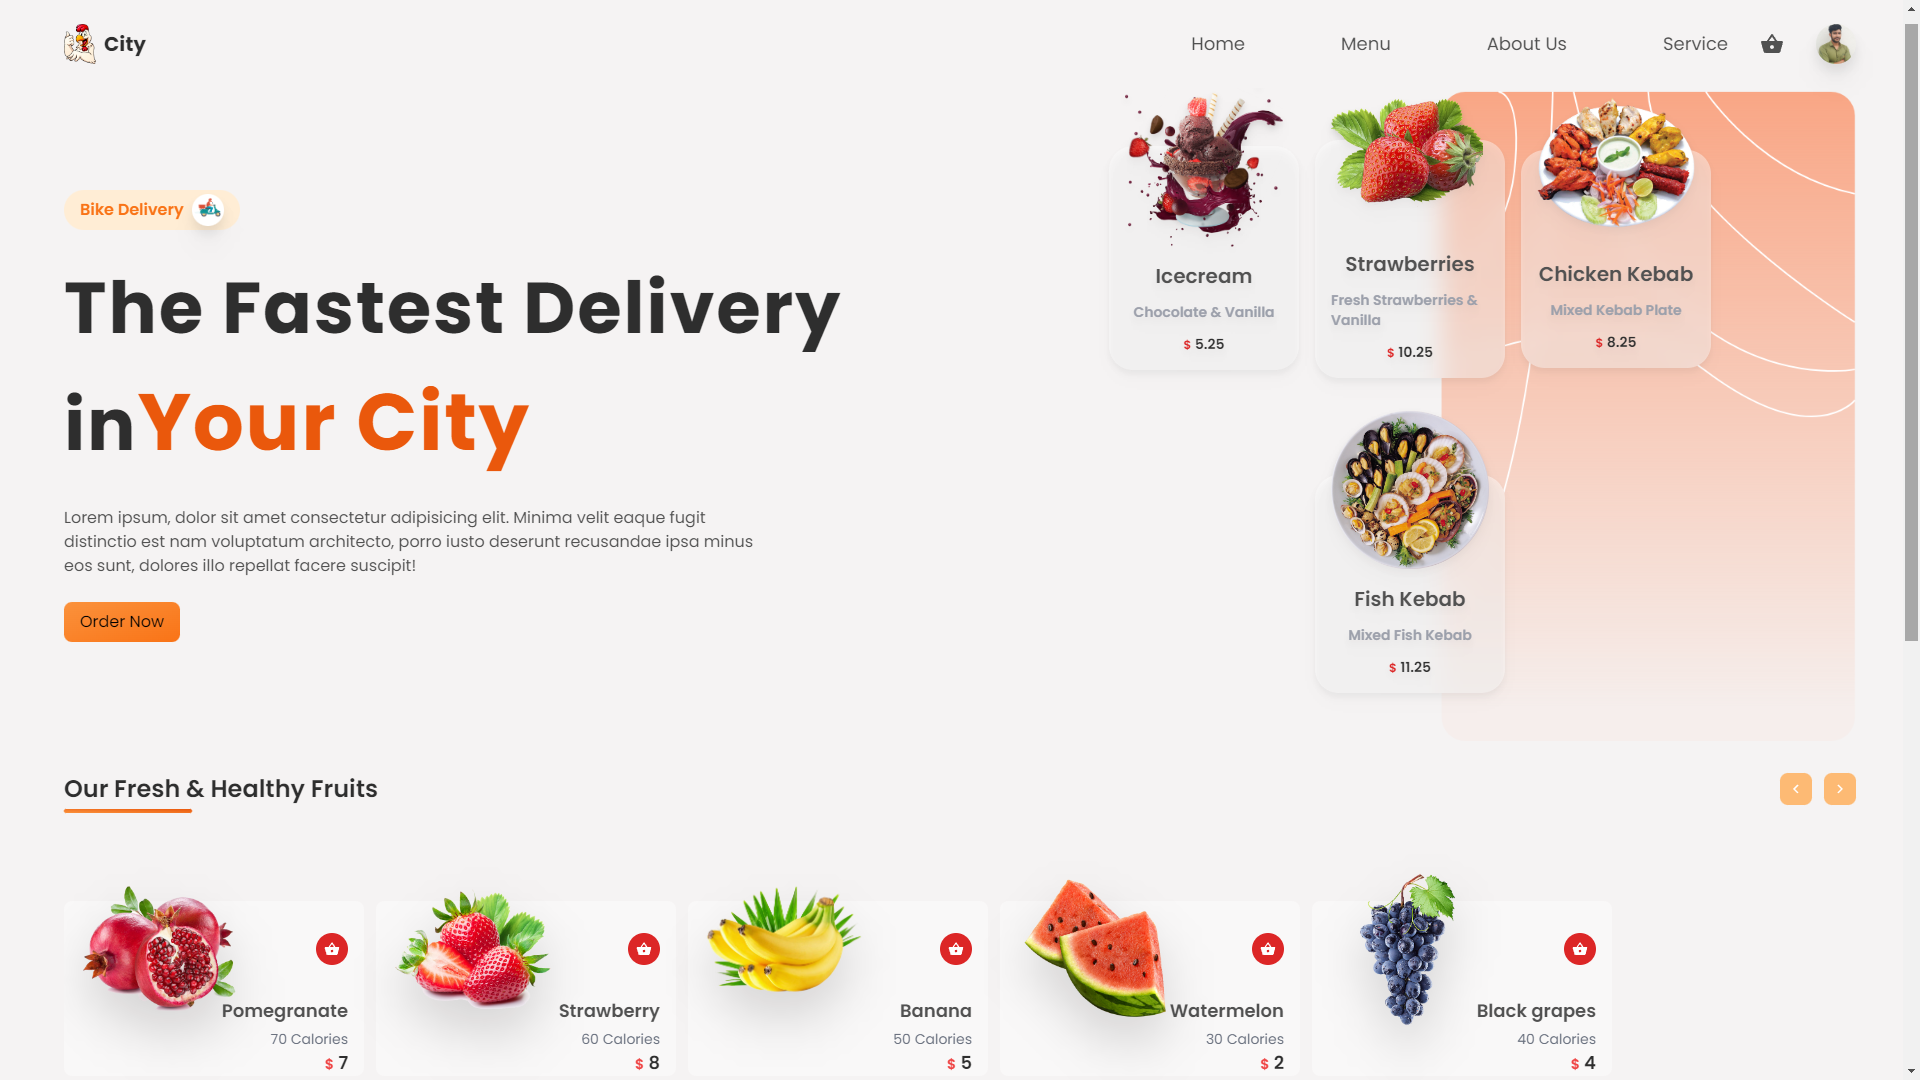 City
Home
Menu
About Us
Service
Bike Delivery
The Fastest Delivery
inYour City
Lorem ipsum, dolor sit amet consectetur adipisicing elit. Minima velit eaque fugit
distinctio est nam voluptatum architecto, porro iusto deserunt recusandae ipsa minus
eos sunt, dolores illo repellat facere suscipit!
Order Now
Icecream
Chocolate & Vanilla
$ 5.25
Strawberries
Fresh Strawberries &
Vanilla
$ 10.25
Chicken Kebab
Mixed Kebab Plate
$ 8.25
Fish Kebab
Mixed Fish Kebab
$ 11.25
Our Fresh & Healthy Fruits
Pomegranate
70 Calories
$ 7
Strawberry
60 Calories
$ 8
Banana
50 Calories
$ 5
Watermelon
30 Calories
$ 2
Black grapes
40 Calories
$ 4